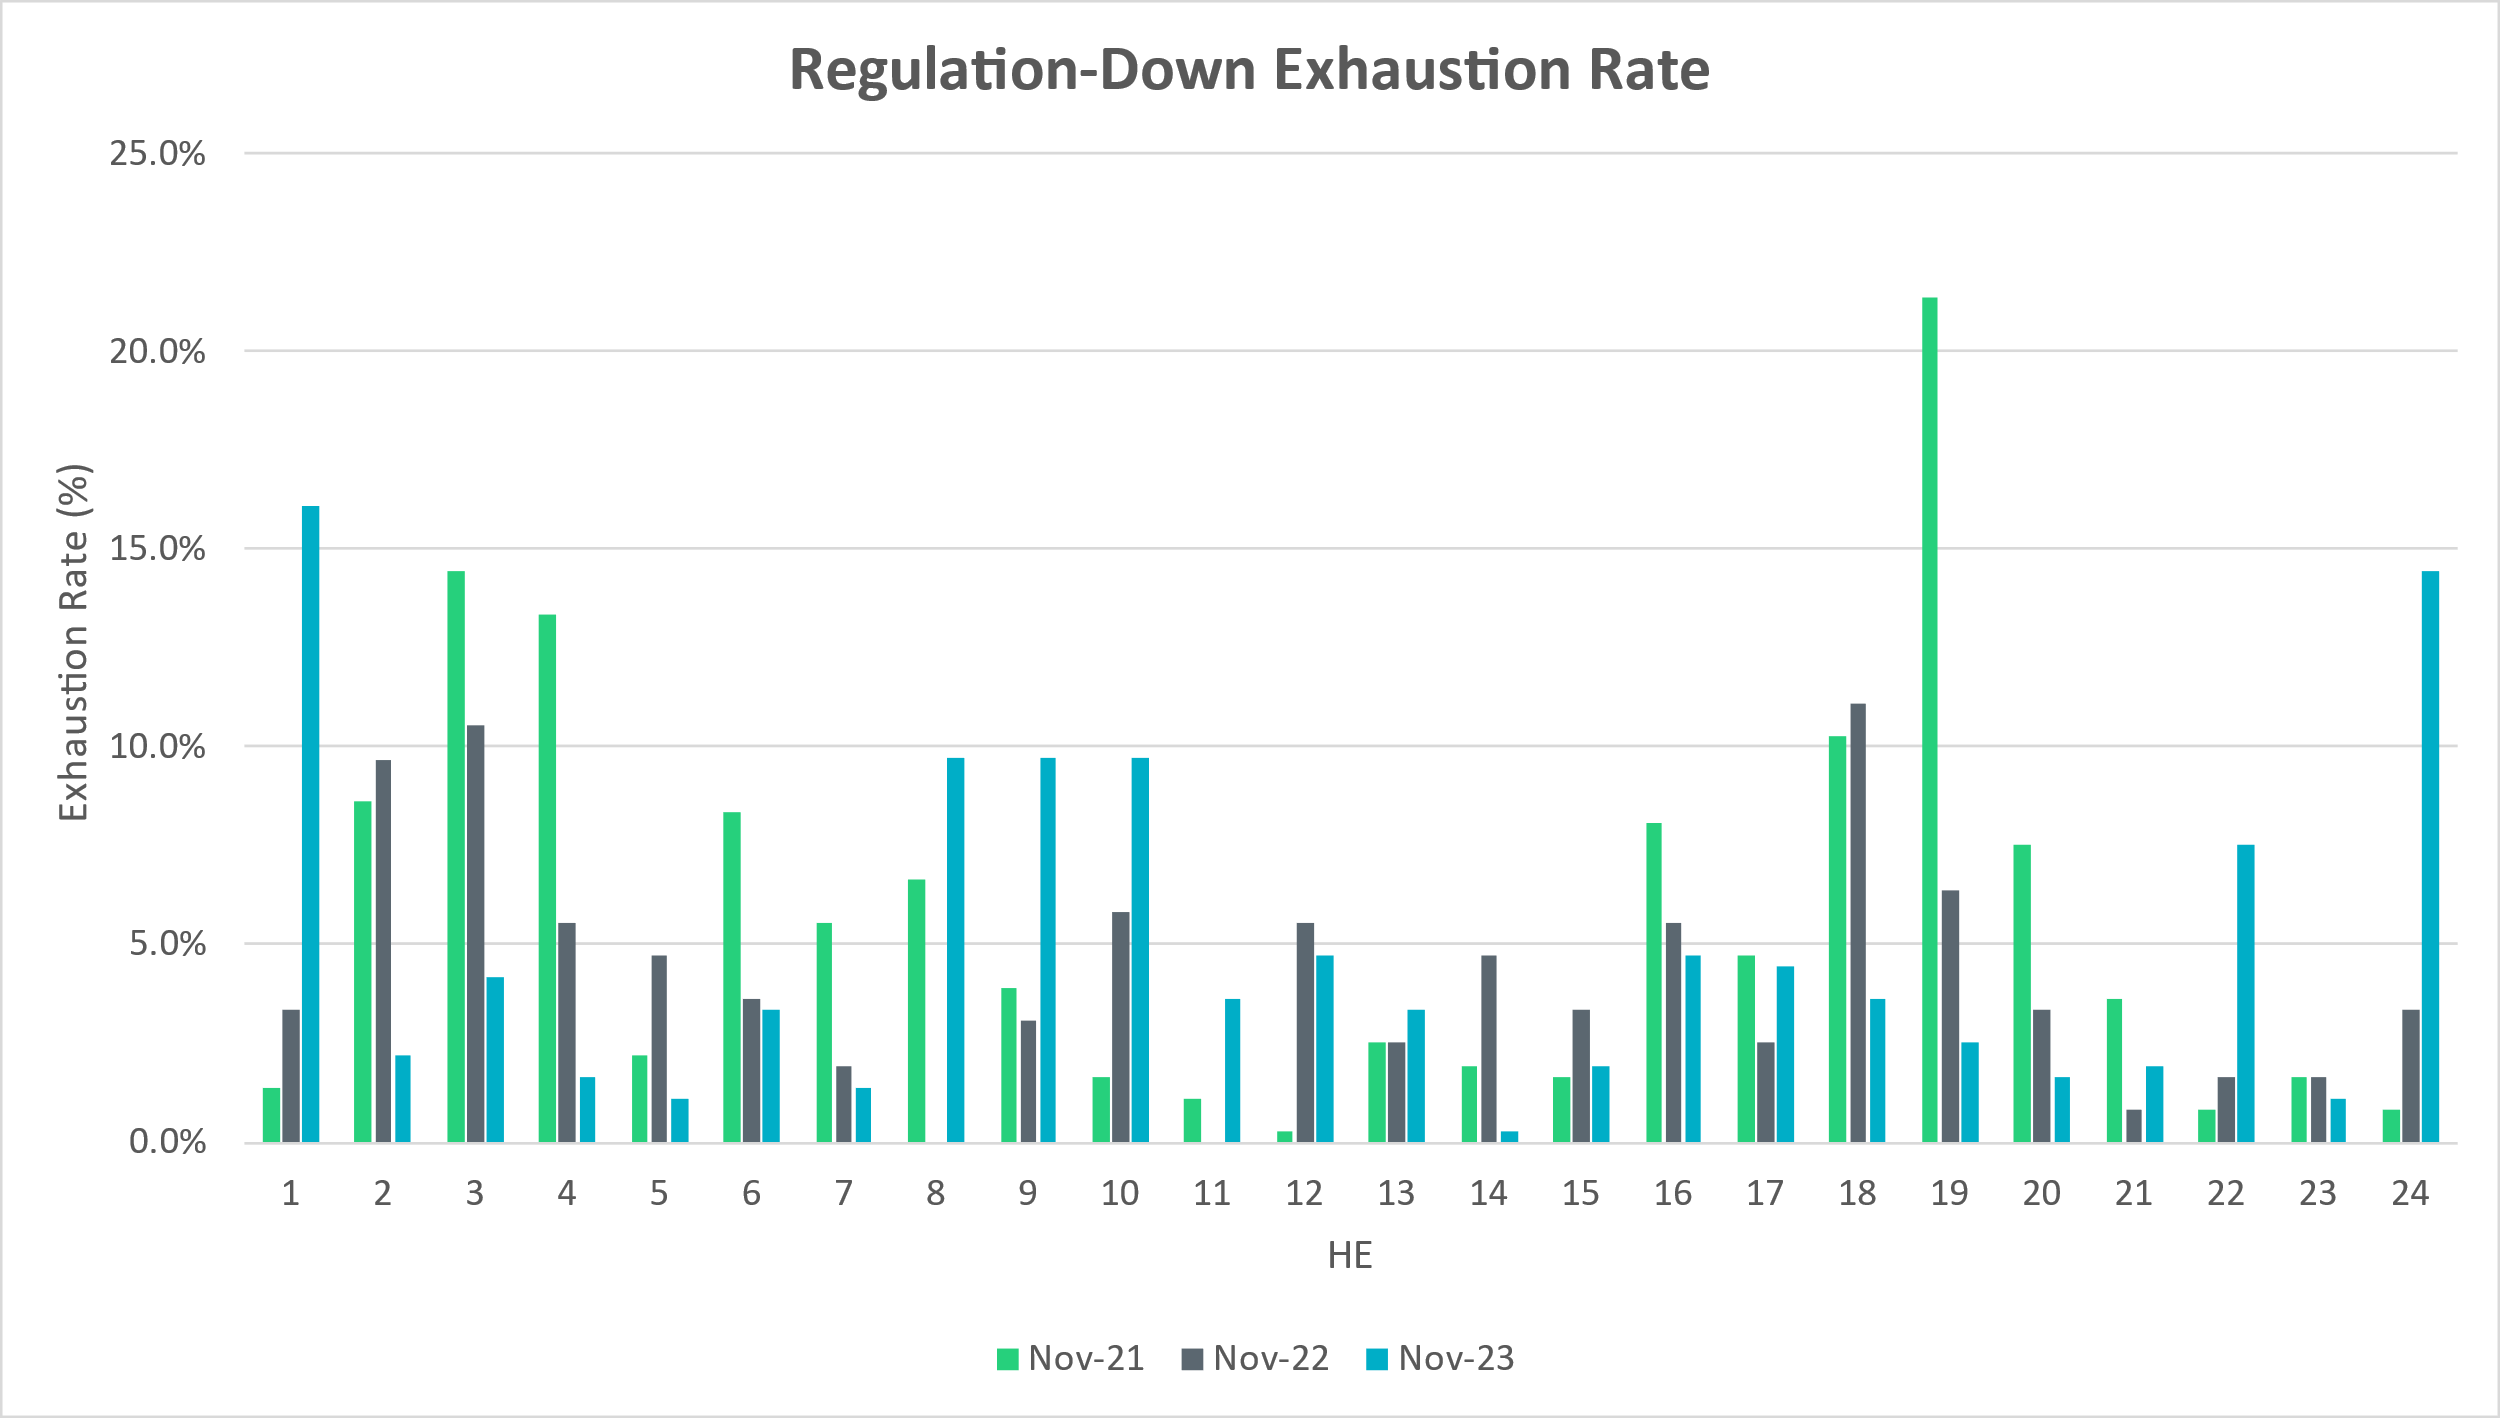 Regulation-Down Exhaustion Rate
25.0%
20.0%
15.0%
10.0%
5.0%
0.0%
Exhaustion Rate (%)
1 2 3 4 5 6 7 8 9 10 11 12 13 14 15 16 17 18 19 20 21 22 23 24
HE
Nov-21 Nov-22 Nov-23